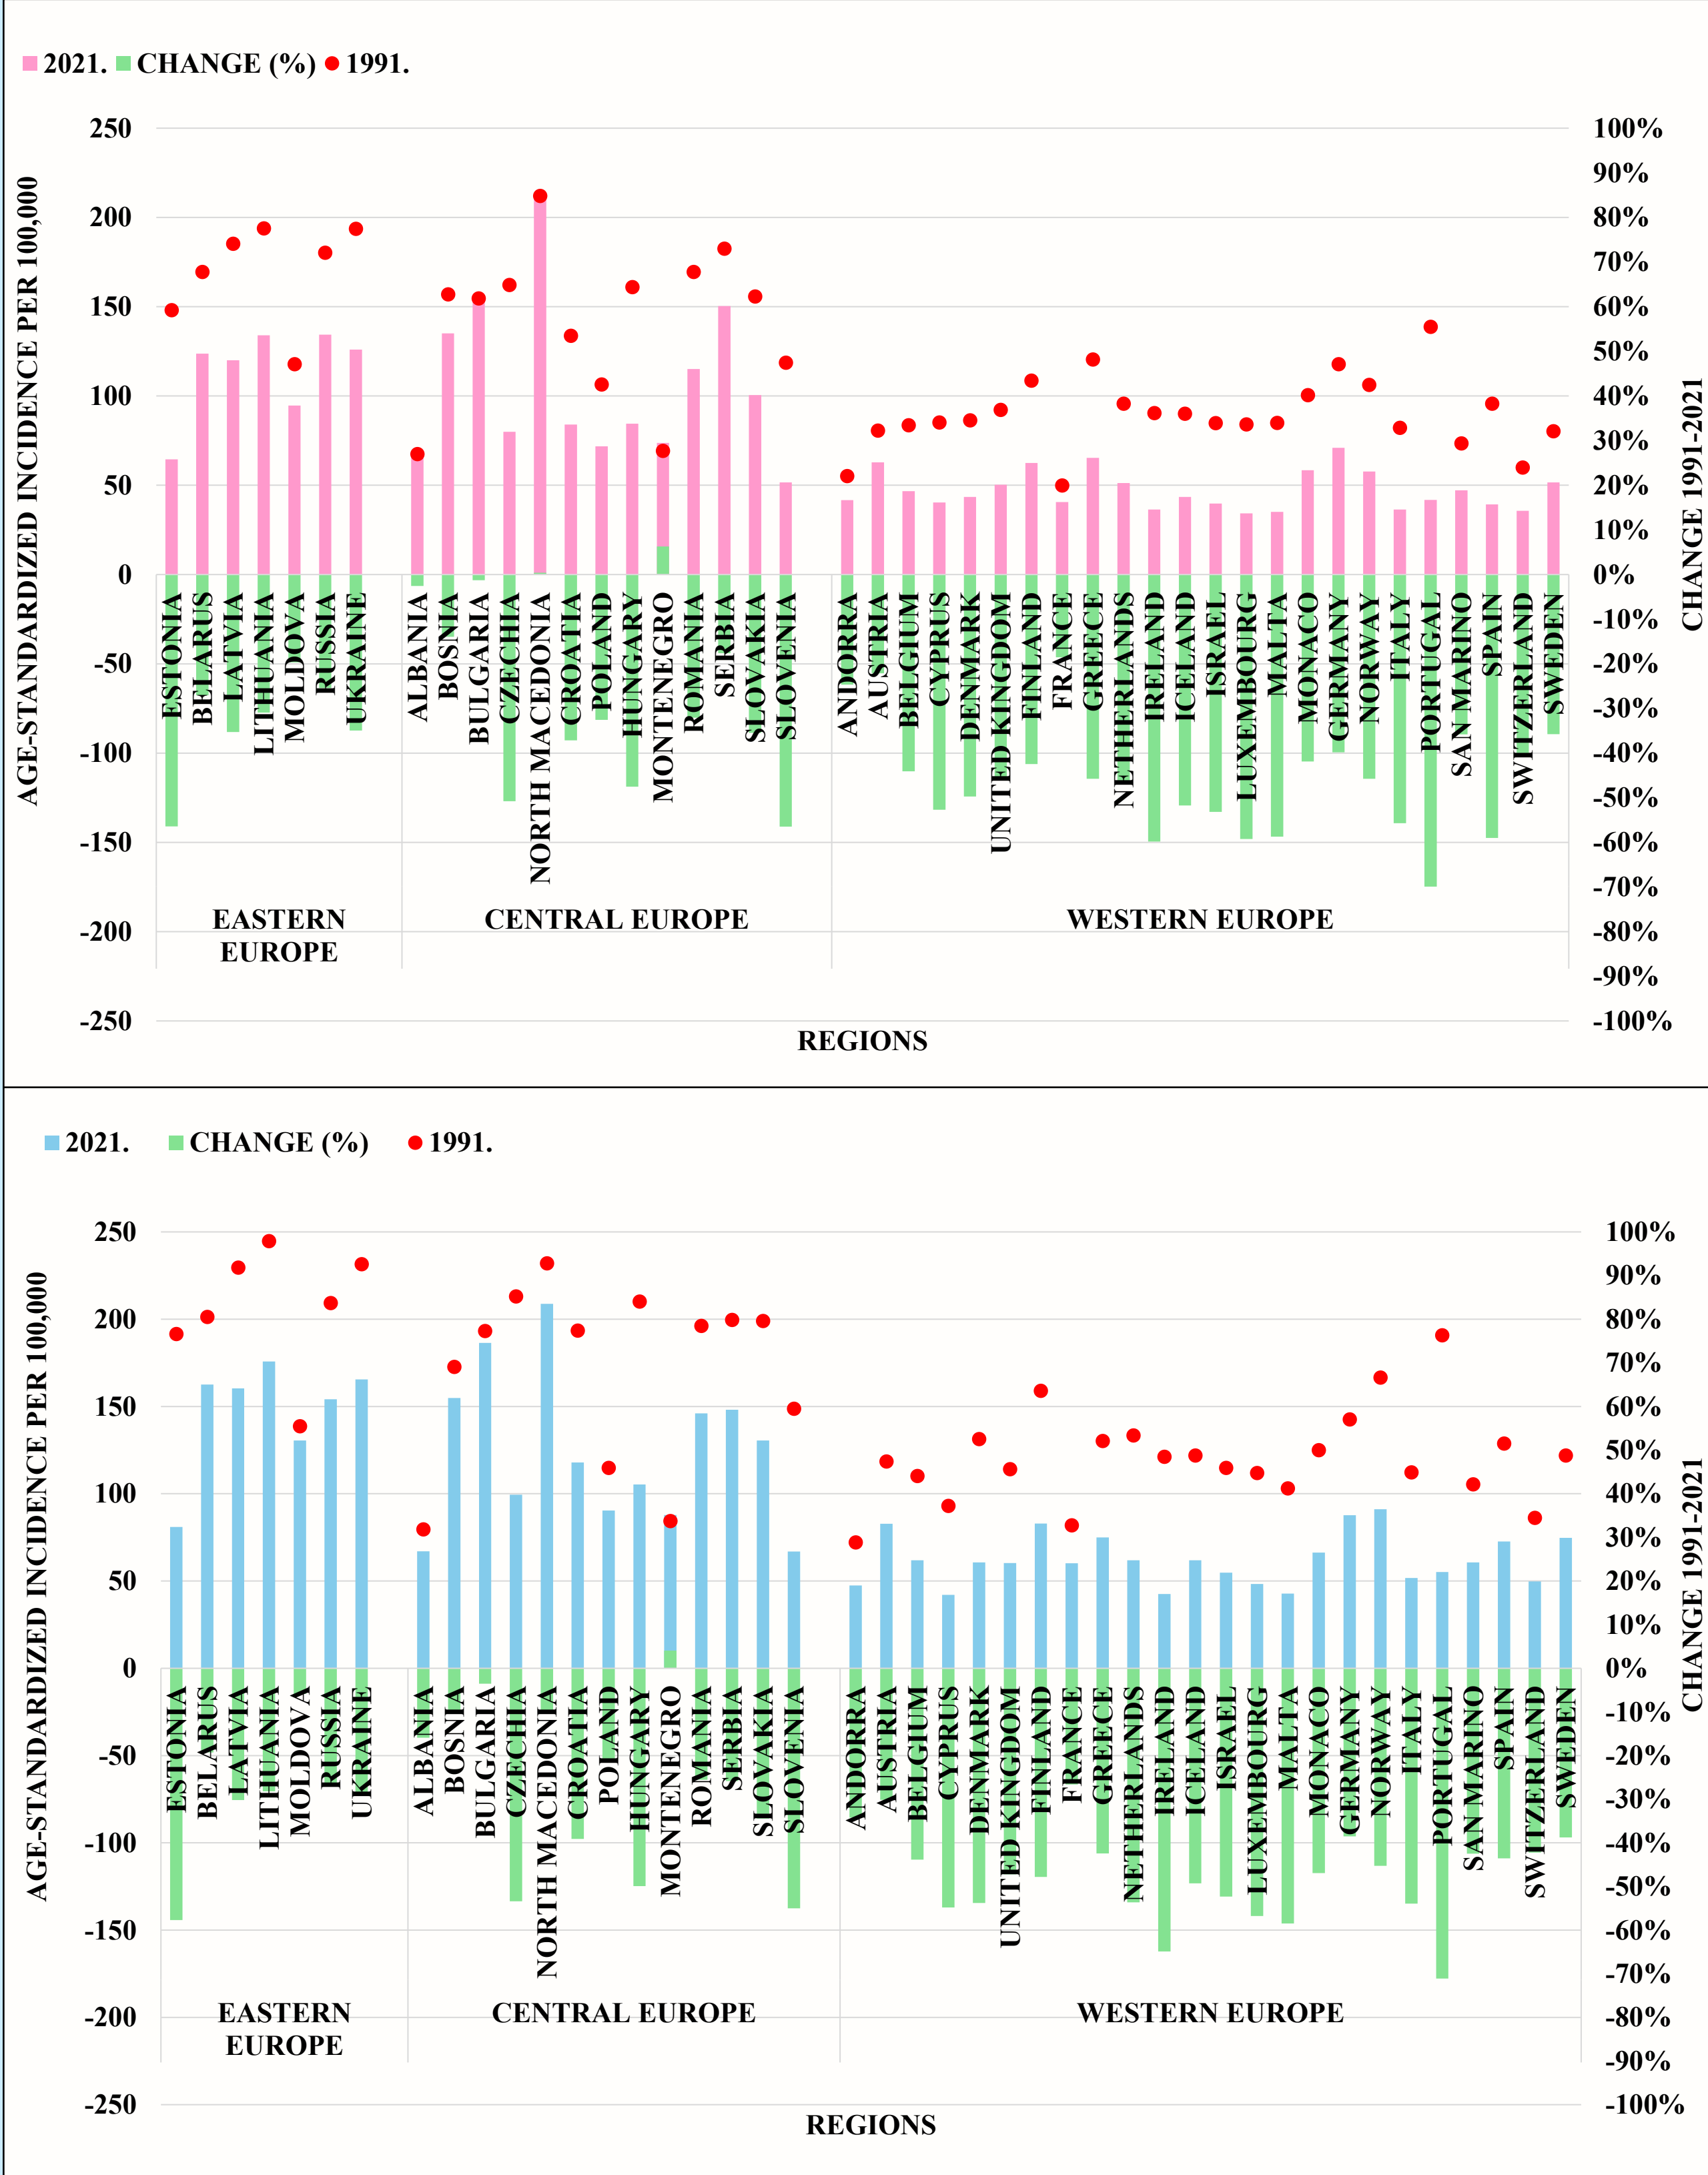 2021. CHANGE (%) 1991.
AGE-STANDARDIZED INCIDENCE PER 100,000
250
200
150
100
50
0
-50
-100
-150
-200
-250
ESTONIA
BELARUS
LATVIA
LITHUANIA
MOLDOVA
RUSSIA
UKRAINE
ALBANIA
BOSNIA
BULGARIA
CZECHIA
NORTH MACEDONIA
CROATIA
POLAND
HUNGARY
MONTENEGRO
ROMANIA
SERBIA
SLOVAKIA
SLOVENIA
ANDORRA
AUSTRIA
BELGIUM
CYPRUS
DENMARK
UNITED KINGDOM
FINLAND
FRANCE
GREECE
NETHERLANDS
IRELAND
ICELAND
ISRAEL
LUXEMBOURG
MALTA
MONACO
GERMANY
NORWAY
ITALY
PORTUGAL
SAN MARINO
SPAIN
SWITZERLAND
SWEDEN
EASTERN
EUROPE
CENTRAL EUROPE
WESTERN EUROPE
REGIONS
100%
90%
80%
70%
60%
50%
40%
30%
20%
10%
0%
-10%
-20%
-30%
-40%
-50%
-60%
-70%
-80%
-90%
-100%
CHANGE 1991-2021
2021. CHANGE (%) 1991.
AGE-STANDARDIZED INCIDENCE PER 100,000
250
200
150
100
50
0
-50
-100
-150
-200
-250
ESTONIA
BELARUS
LATVIA
LITHUANIA
MOLDOVA
RUSSIA
UKRAINE
ALBANIA
BOSNIA
BULGARIA
CZECHIA
NORTH MACEDONIA
CROATIA
POLAND
HUNGARY
MONTENEGRO
ROMANIA
SERBIA
SLOVAKIA
SLOVENIA
ANDORRA
AUSTRIA
BELGIUM
CYPRUS
DENMARK
UNITED KINGDOM
FINLAND
FRANCE
GREECE
NETHERLANDS
IRELAND
ICELAND
ISRAEL
LUXEMBOURG
MALTA
MONACO
GERMANY
NORWAY
ITALY
PORTUGAL
SAN MARINO
SPAIN
SWITZERLAND
SWEDEN
EASTERN
EUROPE
CENTRAL EUROPE
WESTERN EUROPE
REGIONS
100%
90%
80%
70%
60%
50%
40%
30%
20%
10%
0%
-10%
-20%
-30%
-40%
-50%
-60%
-70%
-80%
-90%
-100%
CHANGE 1991-2021